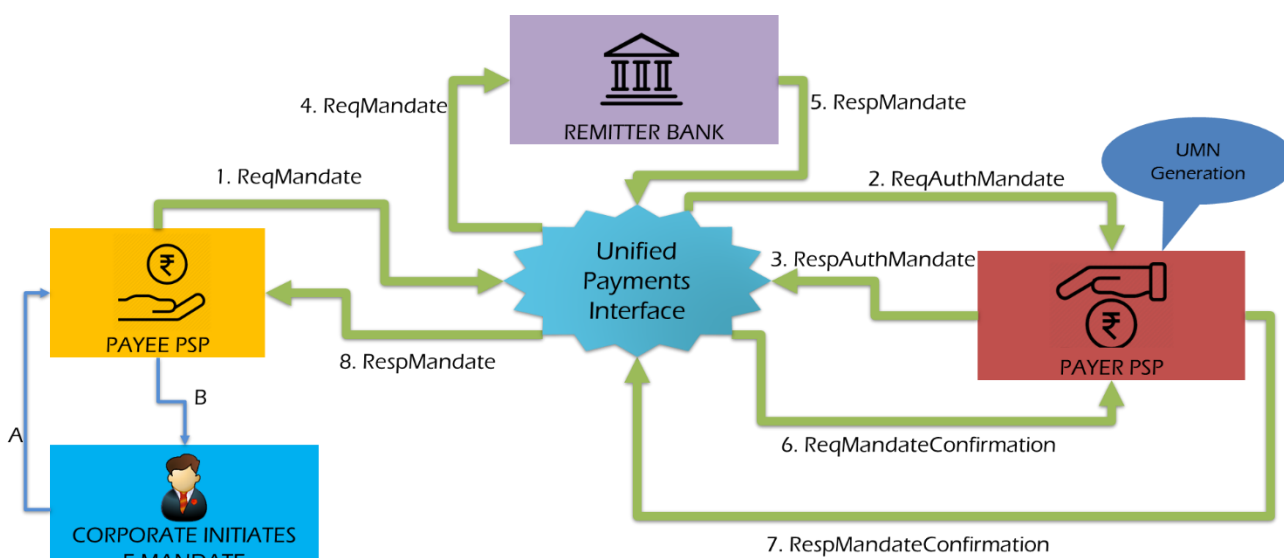 REMITTER BANK
4. ReqMandate
5. RespMandate
UMN
Generation
1. ReqMandate
2. ReqAuthMandate
₹
PAYEE PSP
Unified
Payments
Interface
3. RespAuthMandate
₹
PAYER PSP
8. RespMandate
A
B
6. ReqMandateConfirmation
CORPORATE INITIATES
E MANDATE
7. RespMandateConfirmation